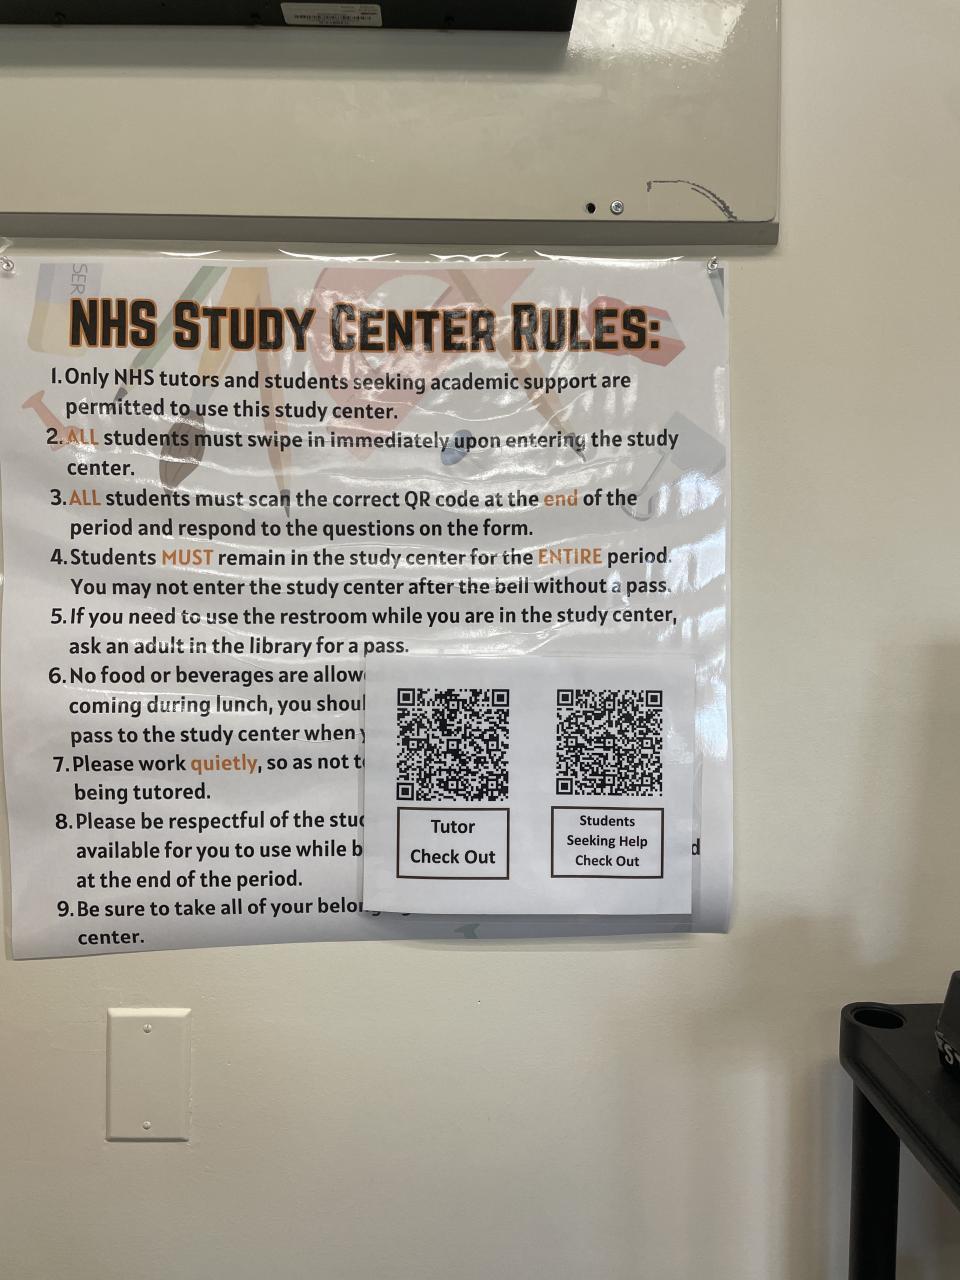 SER
NHS STUDY CENTER RULES:
1. Only NHS tutors and students seeking academic support are
permitted to use this study center.
2. ALL students must swipe in immediately upon entering the study
center.
3. ALL students must scan the correct QR code at the end of the
period and respond to the questions on the form.
4. Students MUST remain in the study center for the ENTIRE period.
You may not enter the study center after the bell without a pass.
5. If you need to use the restroom while you are in the study center,
ask an adult in the library for a pass.
6. No food or beverages are allow
coming during lunch, you shoul
pass to the study center when
7. Please work quietly, so as not t
being tutored.
8. Please be respectful of the stu
available for you to use while b
d
at the end of the period.
9. Be sure to take all of your belon
center.
Tutor
Check Out
Students
Seeking Help
Check Out